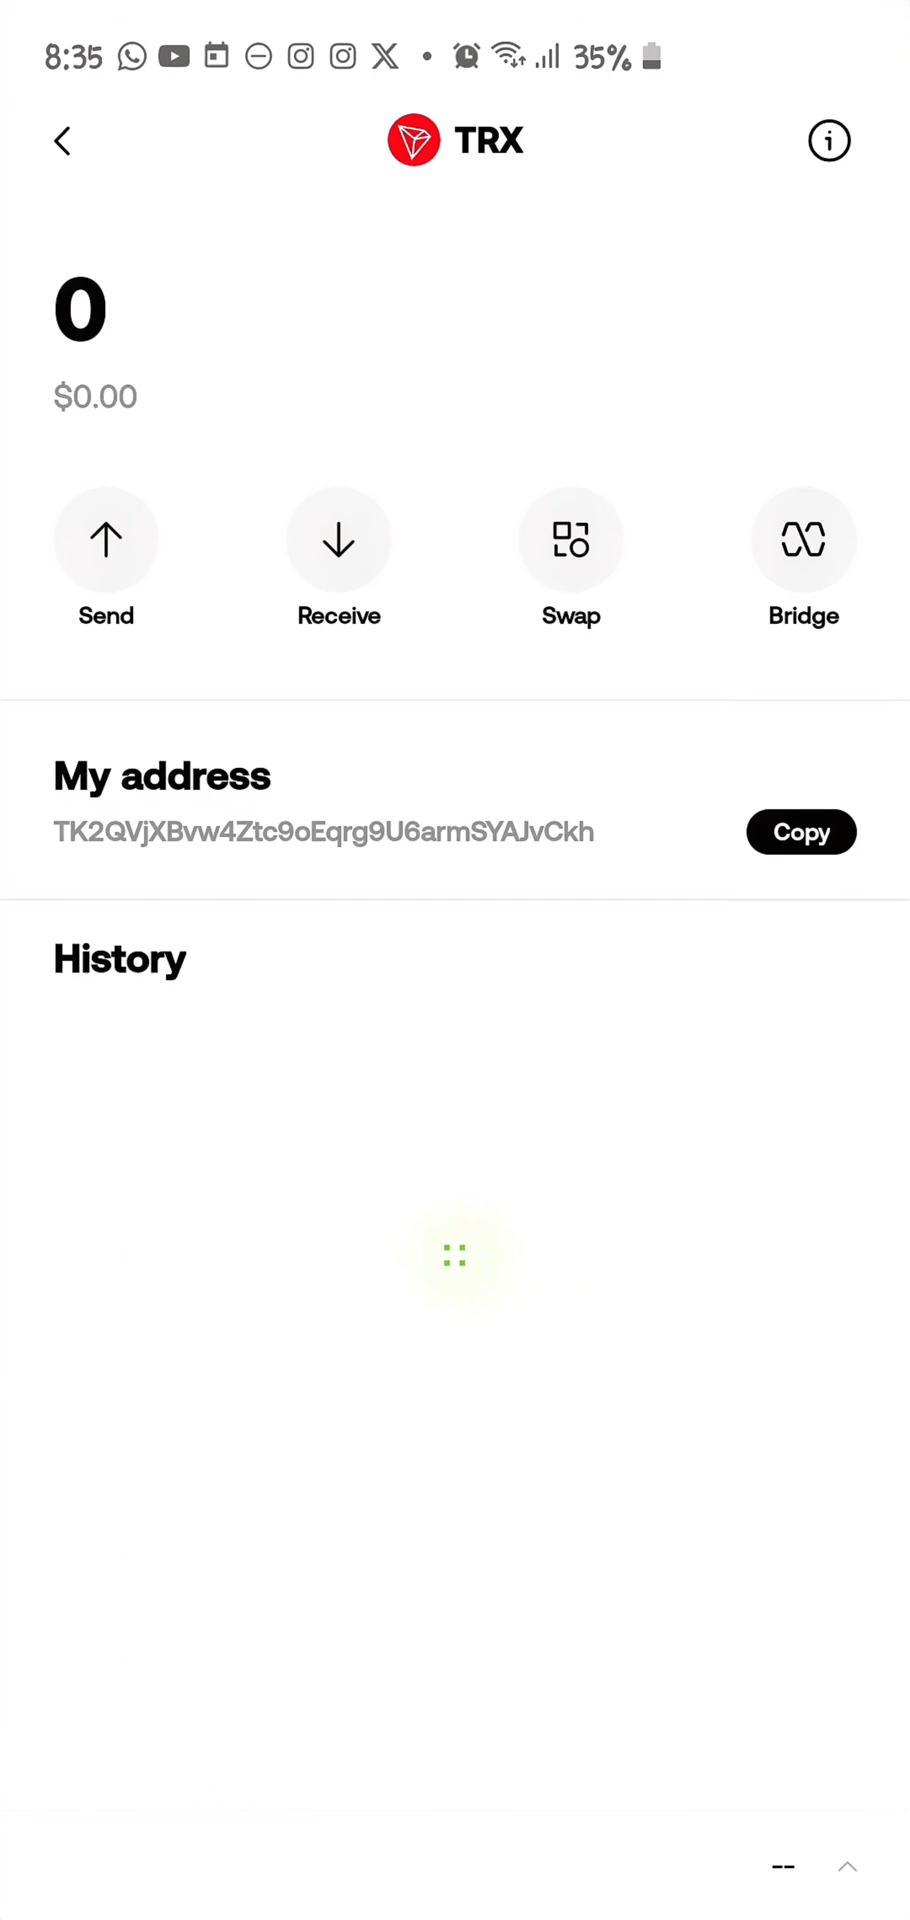 8:35 35%
TRX
0
$0.00
Send Receive Swap Bridge
My address
TK2QVjXBvw4Ztc9oEqrg9U6armSYAJvCkh Copy
History
--